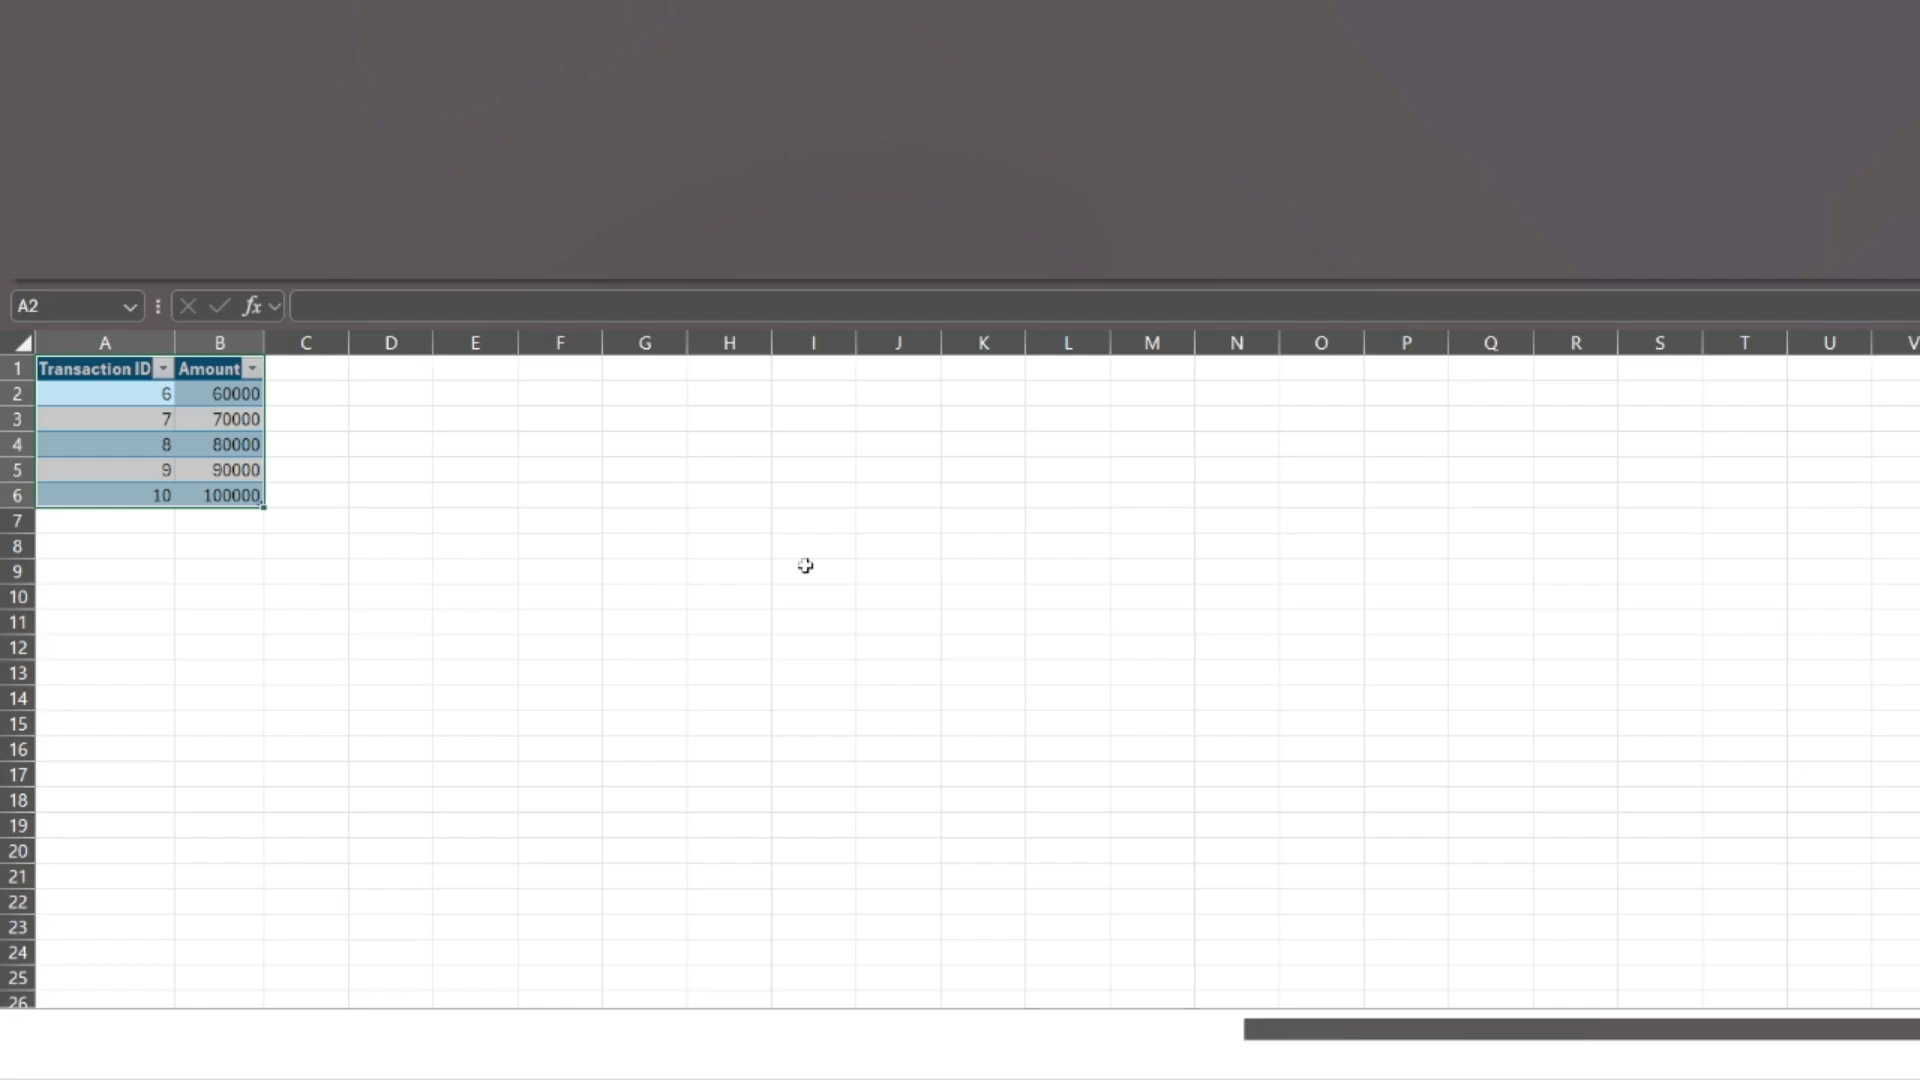 A2 fx
A B C D E F G H I J K L M N O P Q R S T U V
1 Transaction ID Amount
2 6 60000
3 7 70000
4 8 80000
5 9 90000
6 10 100000
7
8
9
10
11
12
13
14
15
16
17
18
19
20
21
22
23
24
25
26